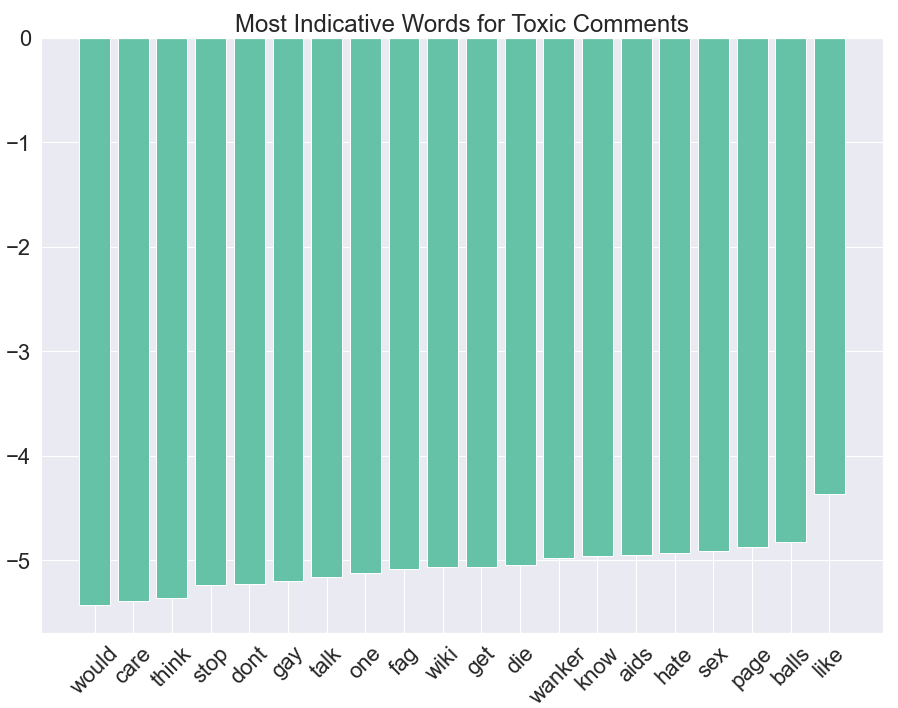 Most Indicative Words for Toxic Comments
0
−1
−2
−3
−4
−5
would
care
think
stop
dont
gay
talk
one
fag
wiki
get
die
wanker
know
aids
hate
sex
page
balls
like